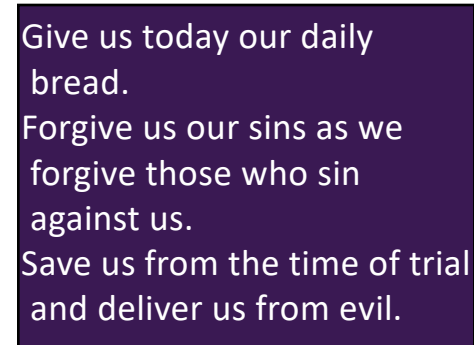 Give us today our daily
bread.
Forgive us our sins as we
forgive those who sin
against us.
Save us from the time of trial
and deliver us from evil.